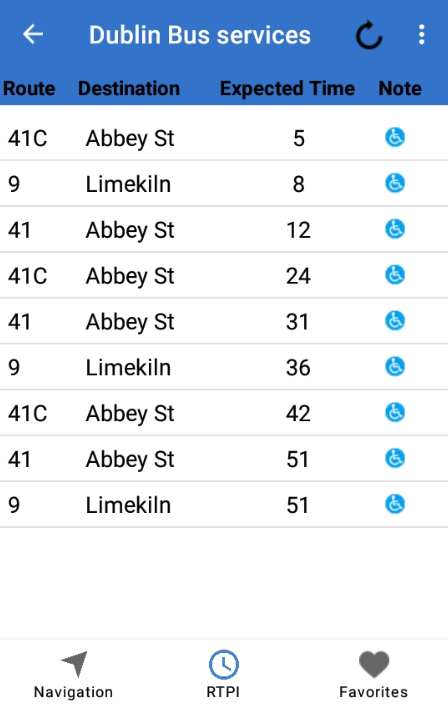 Dublin Bus services
Route Destination Expected Time Note
41C Abbey St 5
9 Limekiln 8
41 Abbey St 12
41C Abbey St 24
41 Abbey St 31
9 Limekiln 36
41C Abbey St 42
41 Abbey St 51
9 Limekiln 51
Navigation RTPI Favorites